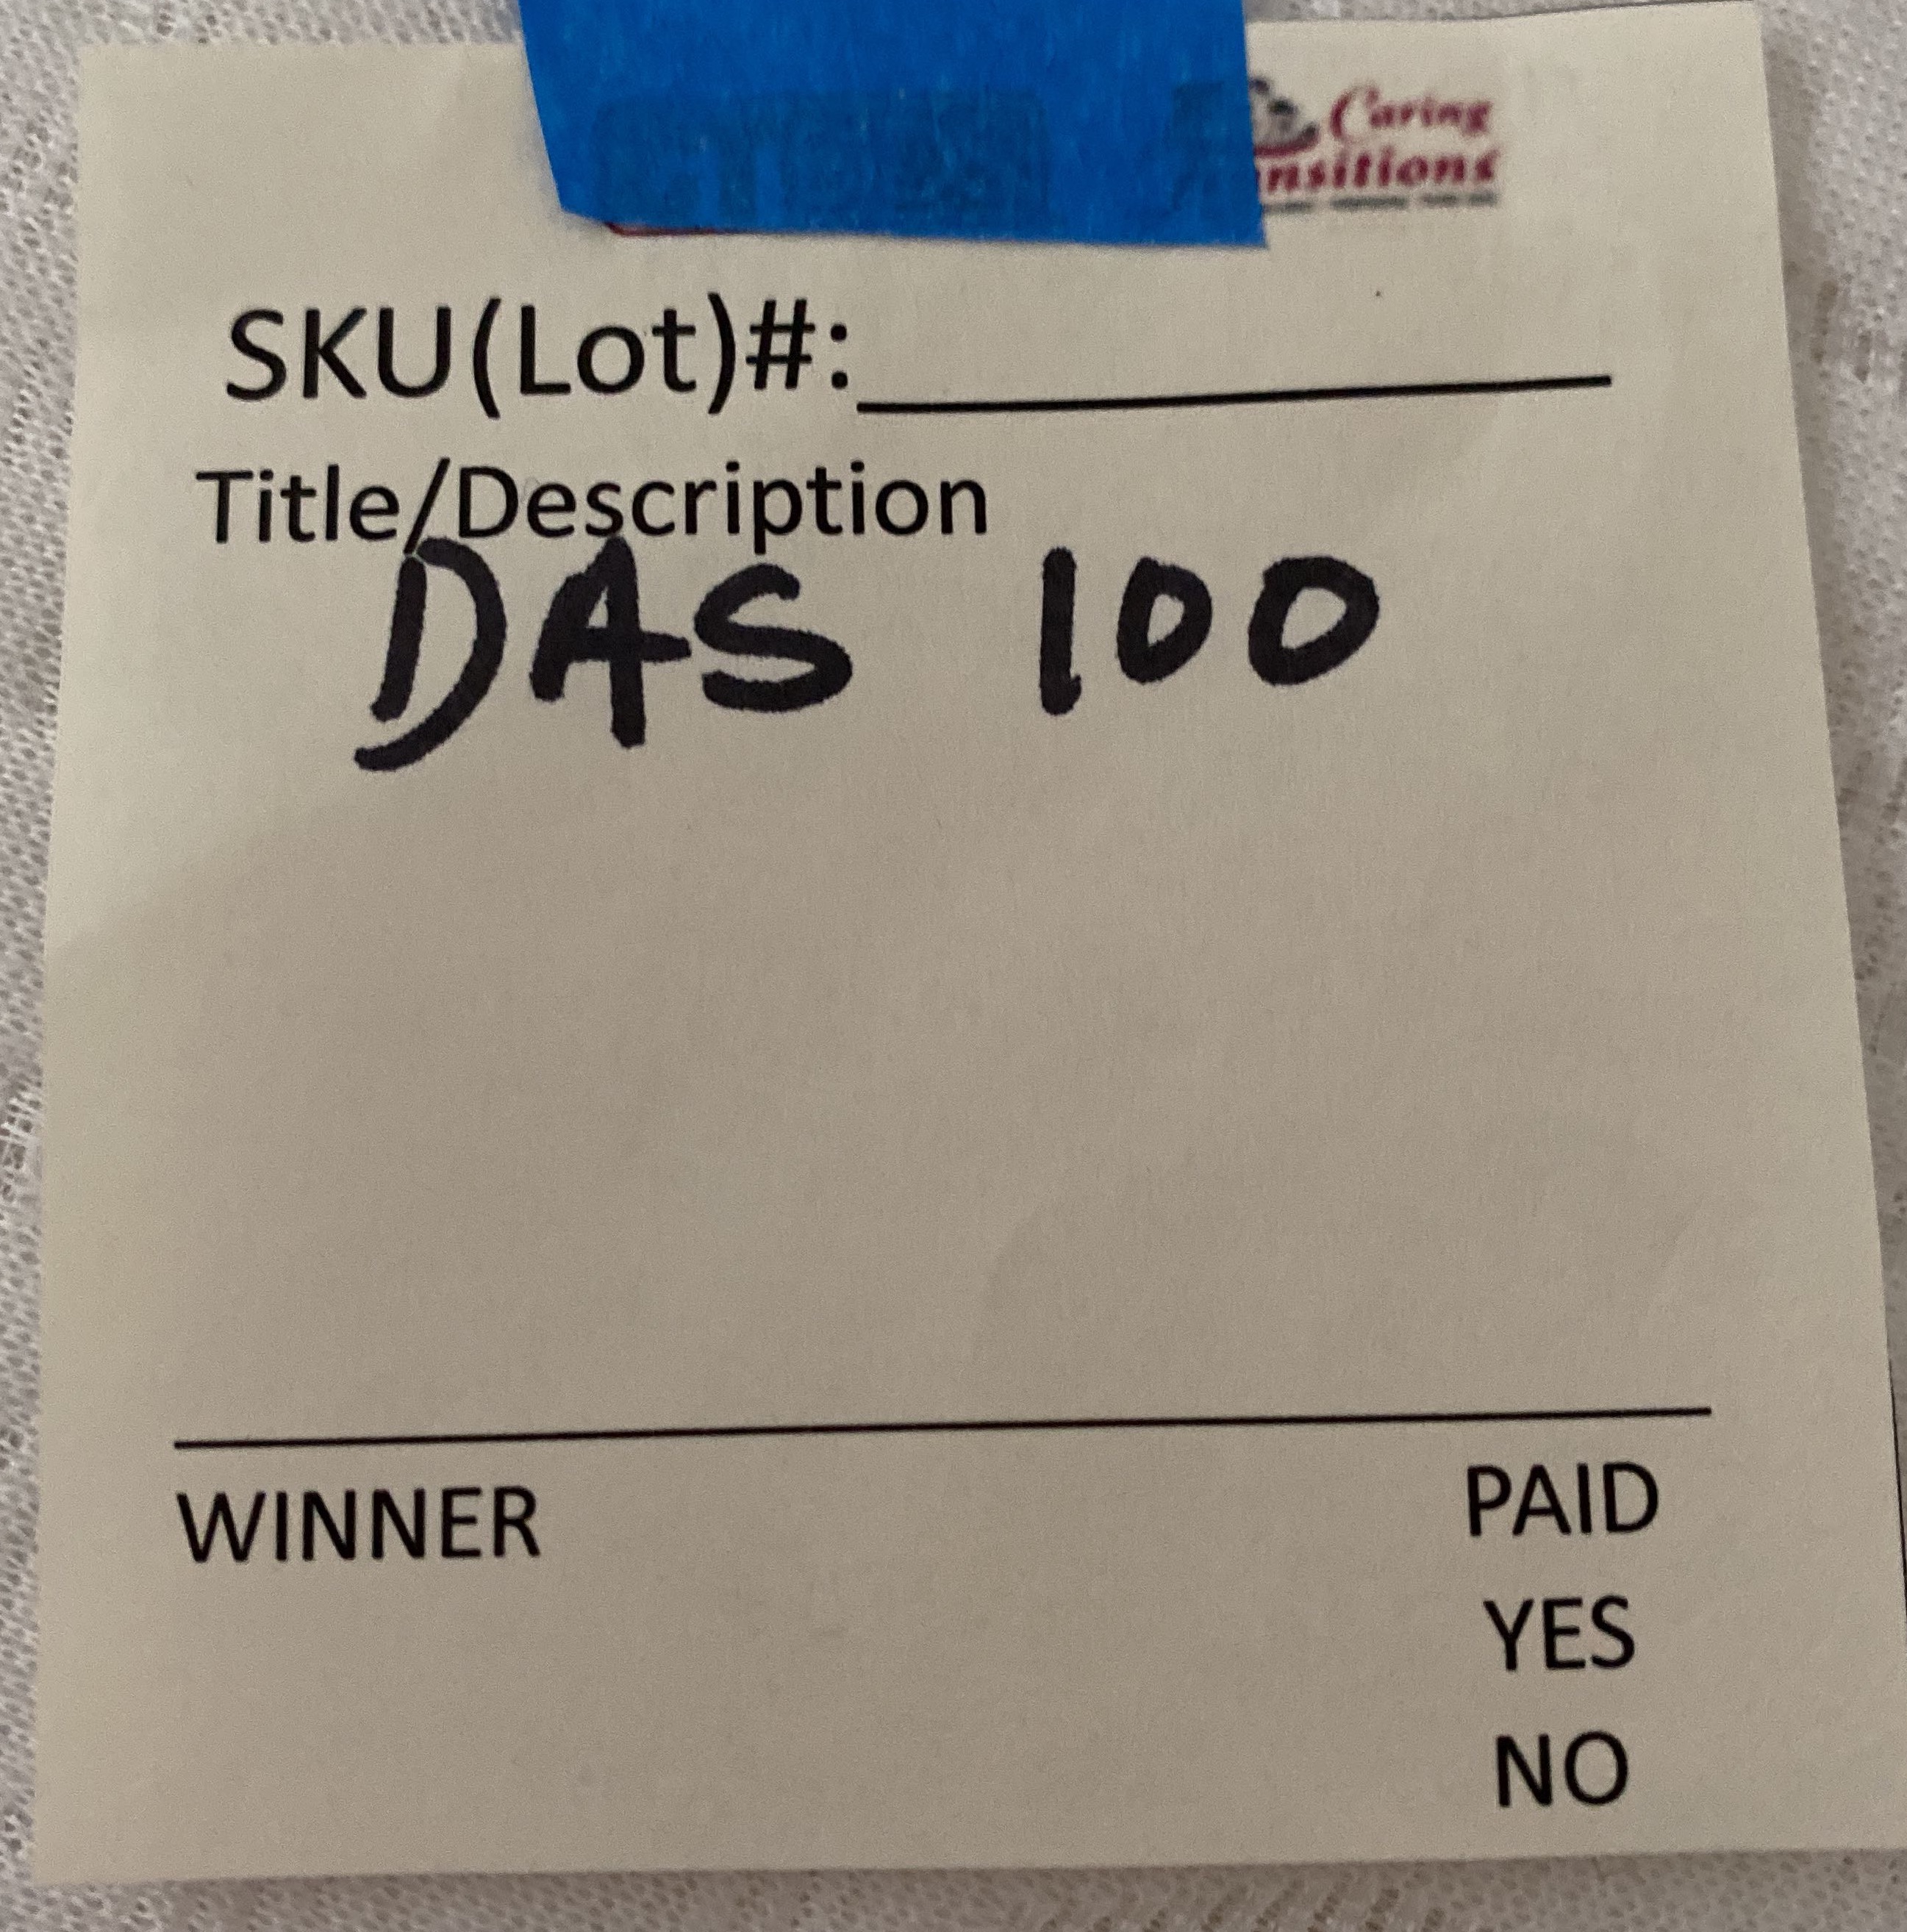 Caring
nsitions
SKU(Lot)#:
Title/Description
DAS 100
WINNER PAID
YES
NO